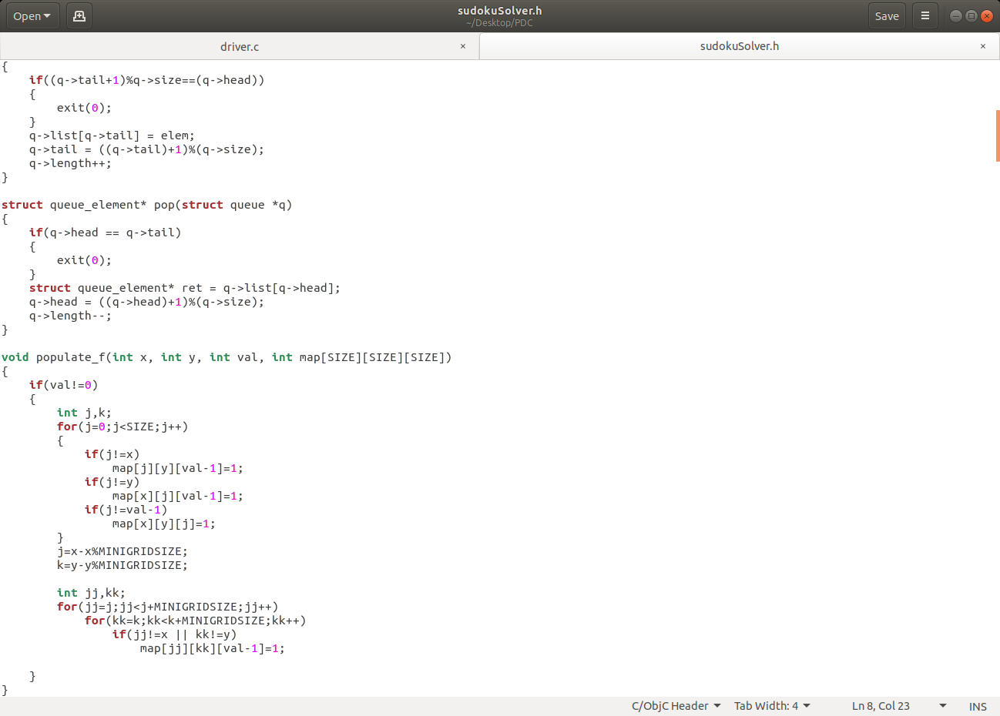 Open
sudokuSolver.h
~/Desktop/PDC
Save
driver.c
sudokuSolver.h
{
    if((q->tail+1)%q->size==(q->head))
    {
        exit(0);
    }
    q->list[q->tail] = elem;
    q->tail = ((q->tail)+1)%(q->size);
    q->length++;
}

struct queue_element* pop(struct queue *q)
{
    if(q->head == q->tail)
    {
        exit(0);
    }
    struct queue_element* ret = q->list[q->head];
    q->head = ((q->head)+1)%(q->size);
    q->length--;
}

void populate_f(int x, int y, int val, int map[SIZE][SIZE][SIZE])
{
    if(val!=0)
    {
        int j,k;
        for(j=0;j<SIZE;j++)
        {
            if(j!=x)
                map[j][y][val-1]=1;
            if(j!=y)
                map[x][j][val-1]=1;
            if(j!=val-1)
                map[x][y][j]=1;
        }
        j=x-x%MINIGRIDSIZE;
        k=y-y%MINIGRIDSIZE;

        int jj,kk;
        for(jj=j;jj<j+MINIGRIDSIZE;jj++)
            for(kk=k;kk<k+MINIGRIDSIZE;kk++)
                if(jj!=x || kk!=y)
                    map[jj][kk][val-1]=1;

    }
}
C/ObjC Header Tab Width: 4 Ln 8, Col 23 INS